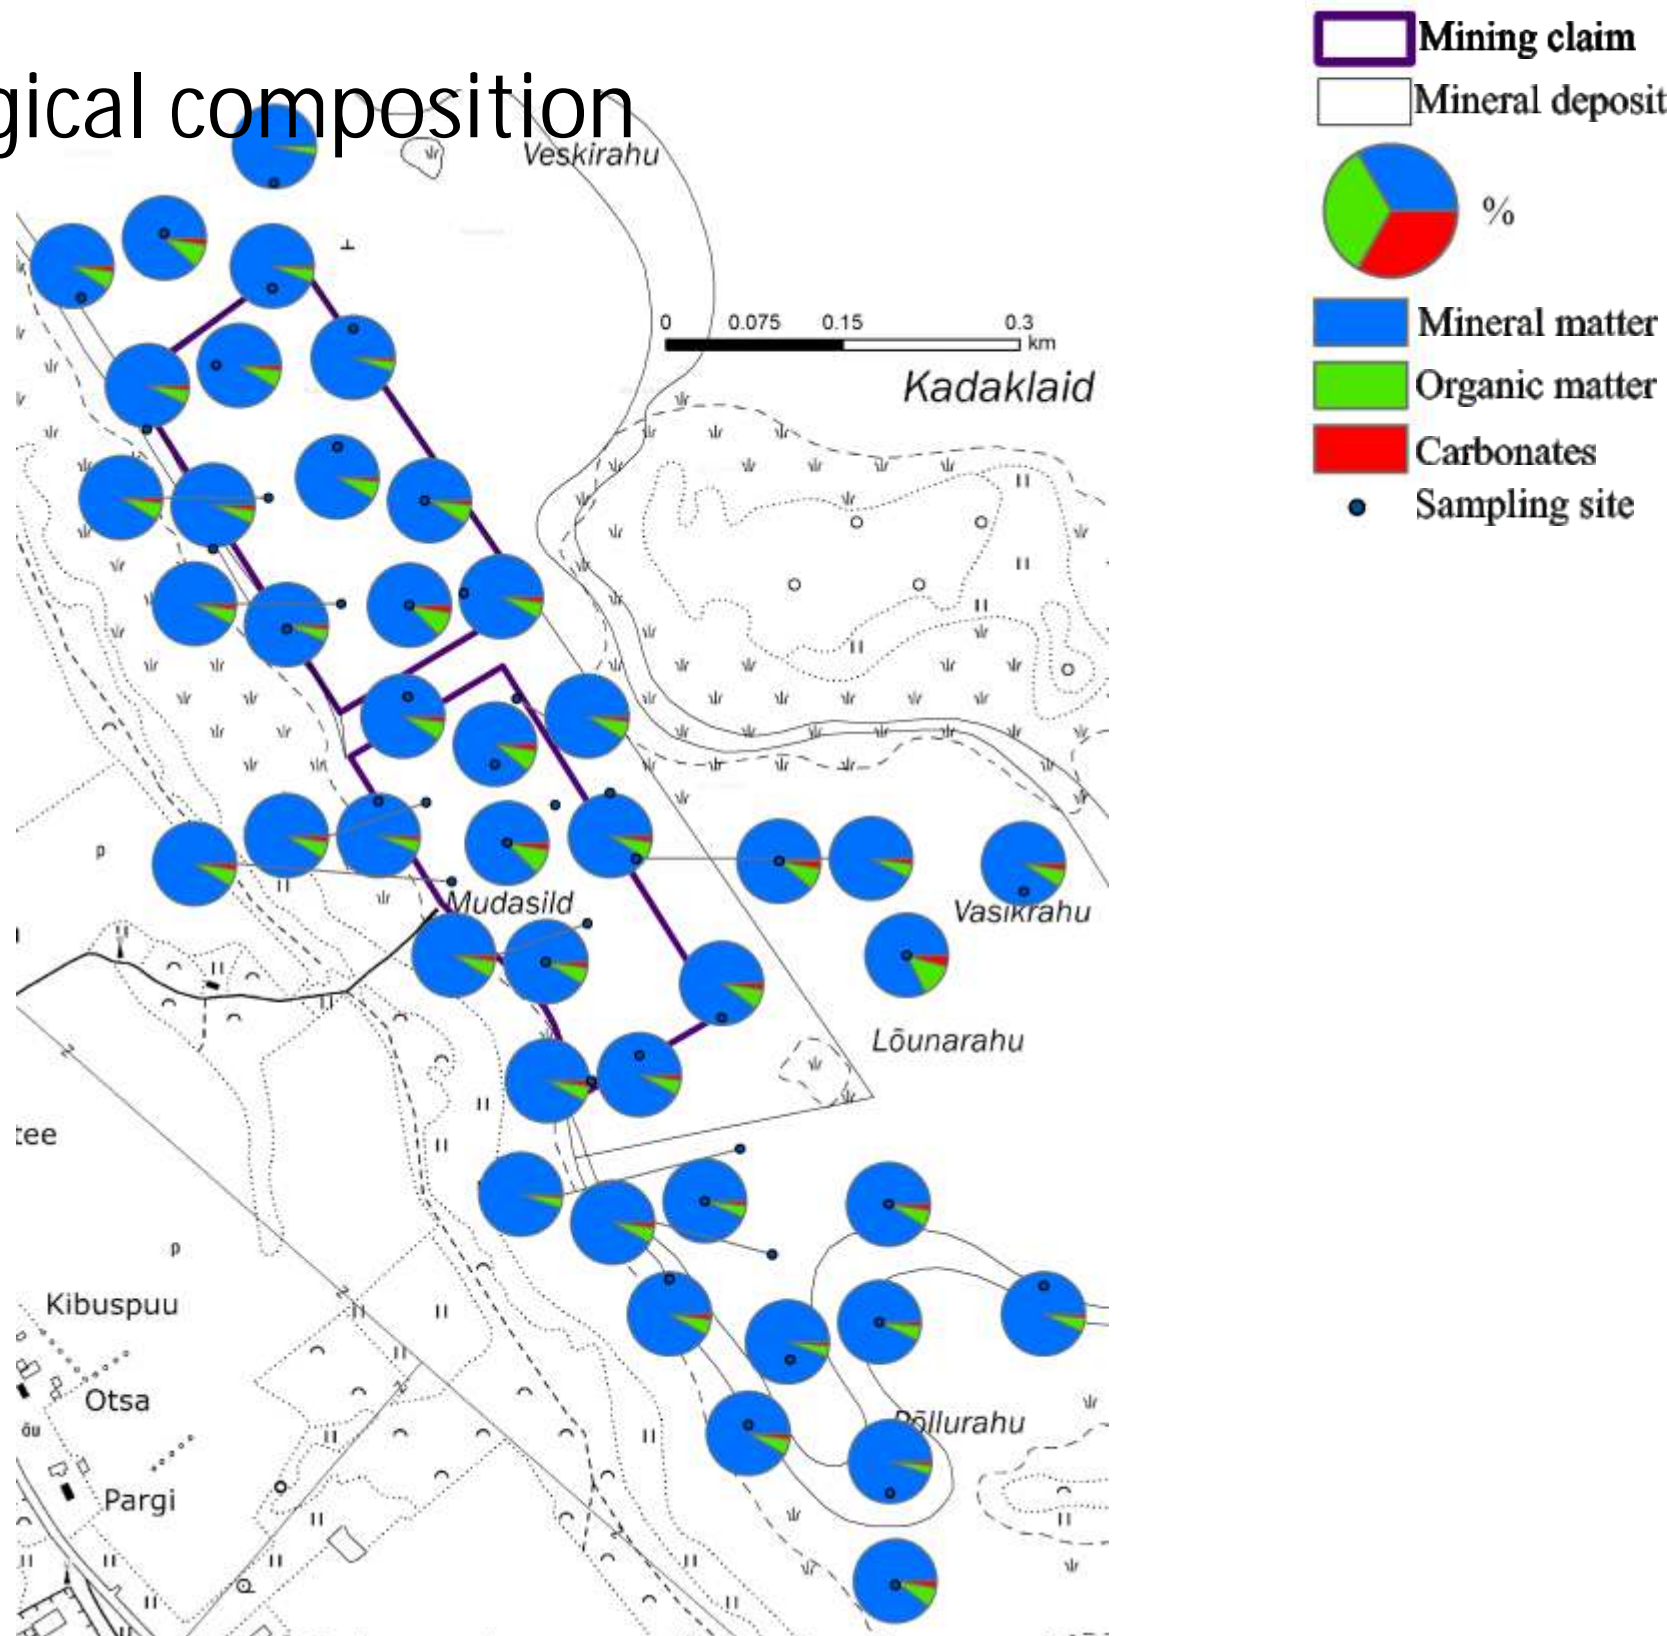 gical composition
Veskirahu
0 0.075 0.15 0.3
km
Kadaklaid
Mudasild
Vasikrahu
Lõunarahu
tee
p
p
z
z
z
z
Kibuspuu
Otsa
õu
Pargi
Põllurahu
Mining claim
Mineral deposit
%
Mineral matter
Organic matter
Carbonates
Sampling site